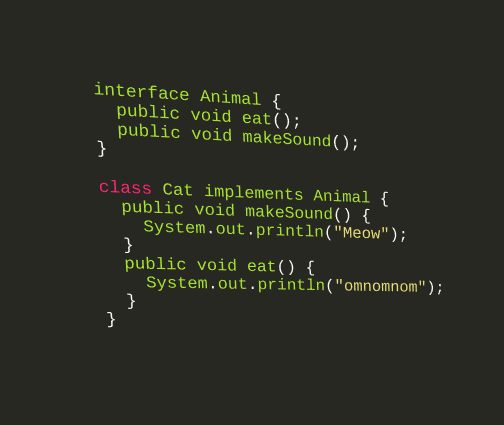 interface Animal {
  public void eat();
  public void makeSound();
}

class Cat implements Animal {
  public void makeSound() {
    System.out.println("Meow");
  }
  public void eat() {
    System.out.println("omnomnom");
  }
}